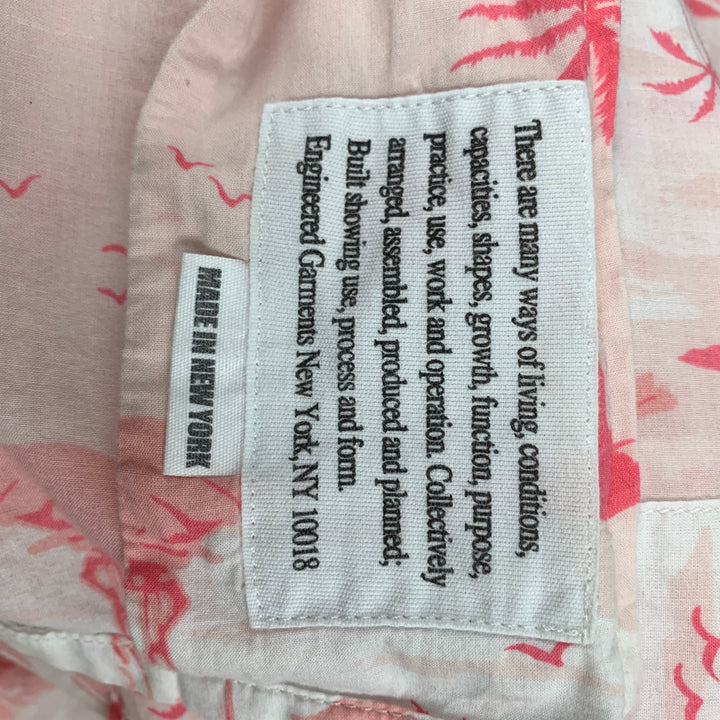 There are many ways of living, conditions,
capacities, shapes, growth, function, purpose,
practice, use, work and operation. Collectively
arranged, assembled, produced and planned;
Built showing use, process and form.
Engineered Garments New York,NY 10018
MADE IN NEW YORK